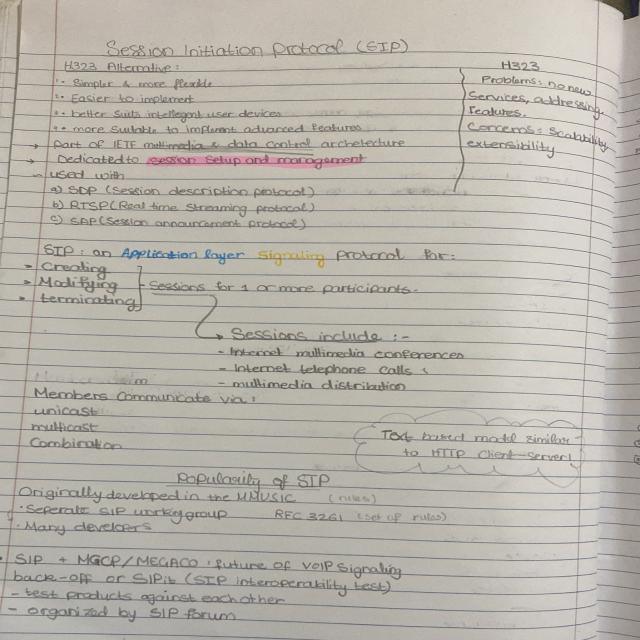 Session Initiation Protocol (SIP)
H323 Alternative:
Simpler & more flexible
Easier to implement
better suits intellegnt user devices
more suitable to implment advanced features
→ Part of IETF multimedia & data control archetecture
→ Dedicated to session setup and management
used with
a) SDP (Session description protocol)
b) RTSP (Real time Streaming protocol)
c) SAP (Session announcement protocol)
H323
Problems: no new
Services, addressing,
features.
Concerns: Scalability
extensibility
SIP: an Application layer Signaling protocol for:
Creating
Modifying
terminating
Sessions for 1 or more participants.
Sessions include :-
- Internet multimedia conferences
- Internet telephone calls
- multimedia distribution
Members communicate via:
unicast
multicast
Combination
Text based model similar
to HTTP client-server!
Popularity of SIP
Originally developed in the MMUSIC (rules)
Seperate SIP working group RFC 3261 (set of rules)
Many develpers
SIP + MGCP/MEGACO : future of VOIP Signaling
back-off or SIPit (SIP interoperability test)
- test products against eachother
- organized by SIP forum